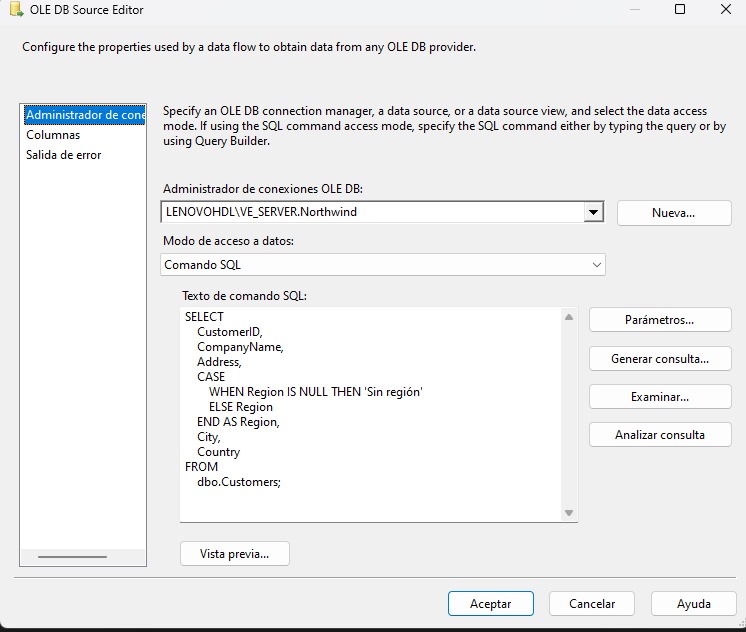 OLE DB Source Editor
Configure the properties used by a data flow to obtain data from any OLE DB provider.
Administrador de cone
Columnas
Salida de error
Specify an OLE DB connection manager, a data source, or a data source view, and select the data access
mode. If using the SQL command access mode, specify the SQL command either by typing the query or by
using Query Builder.
Administrador de conexiones OLE DB:
LENOVOHDL\VE_SERVER.Northwind
Nueva...
Modo de acceso a datos:
Comando SQL
Texto de comando SQL:
SELECT
CustomerID,
CompanyName,
Address,
CASE
WHEN Region IS NULL THEN 'Sin región'
ELSE Region
END AS Region,
City,
Country
FROM
dbo.Customers;
Parámetros...
Generar consulta...
Examinar...
Analizar consulta
Vista previa...
Aceptar
Cancelar
Ayuda